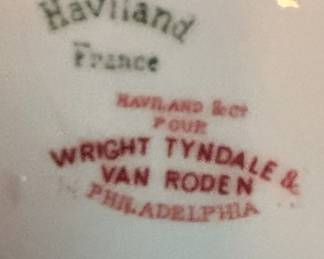 Haviland
France
HAVILAND & Co
POUR
WRIGHT TYNDALE &
VAN RODEN
PHILADELPHIA